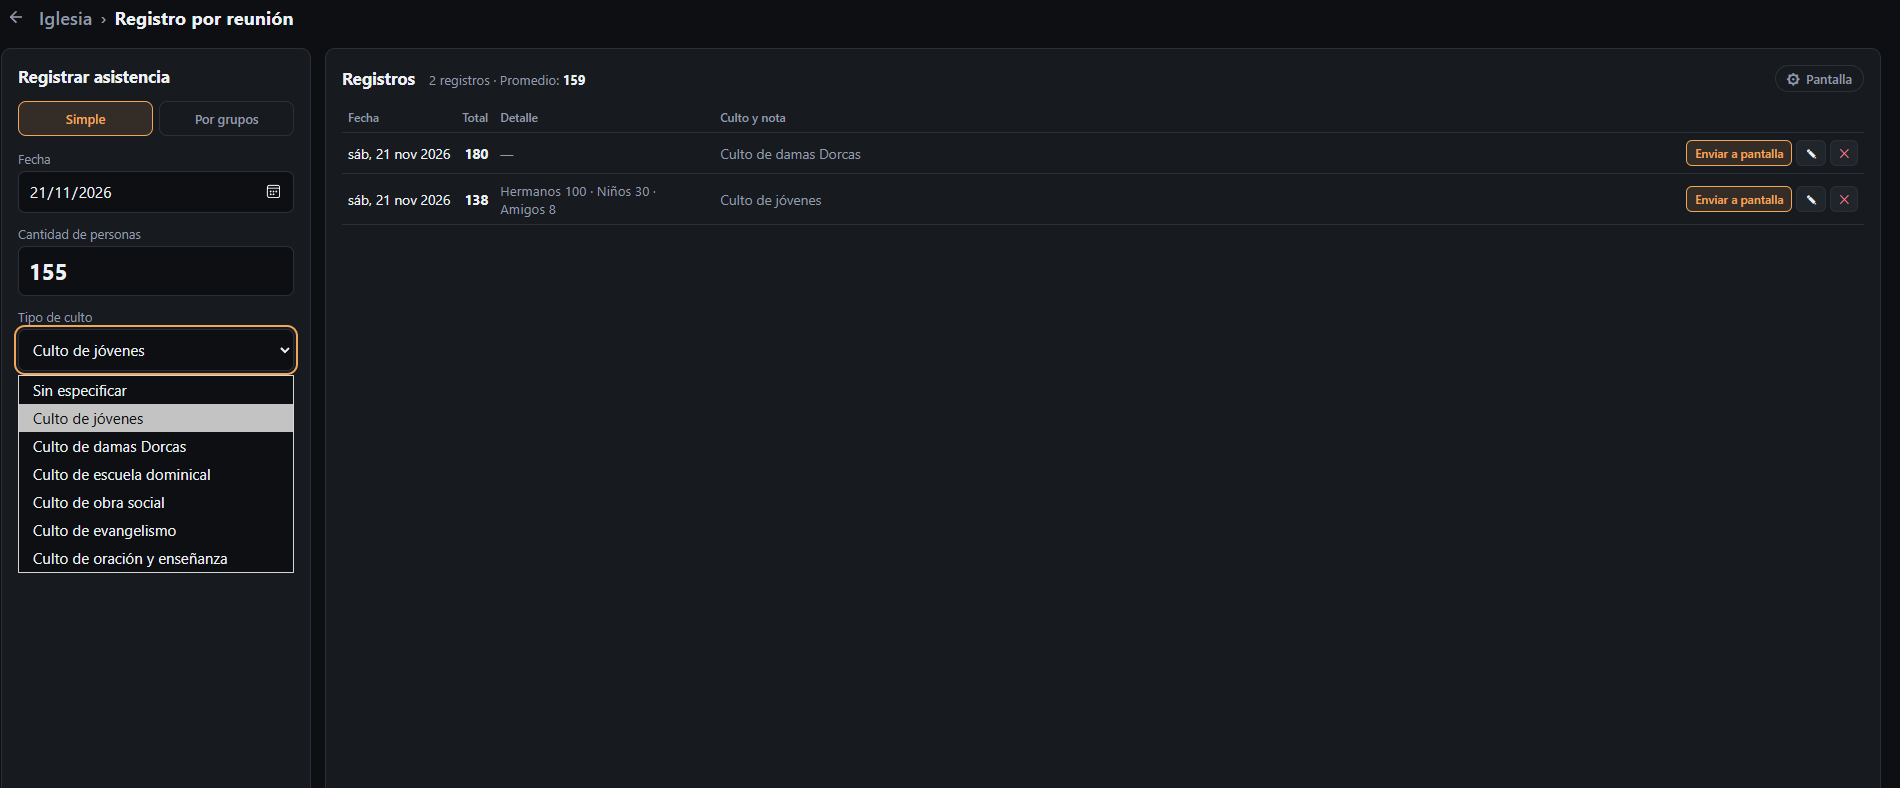 Iglesia › Registro por reunión
Registrar asistencia
Simple
Por grupos
Fecha
21/11/2026
Cantidad de personas
155
Tipo de culto
Culto de jóvenes
Sin especificar
Culto de jóvenes
Culto de damas Dorcas
Culto de escuela dominical
Culto de obra social
Culto de evangelismo
Culto de oración y enseñanza
Registros 2 registros · Promedio: 159
Pantalla
Fecha Total Detalle Culto y nota
sáb, 21 nov 2026 180 — Culto de damas Dorcas Enviar a pantalla
sáb, 21 nov 2026 138 Hermanos 100 · Niños 30 ·
Amigos 8
Culto de jóvenes Enviar a pantalla